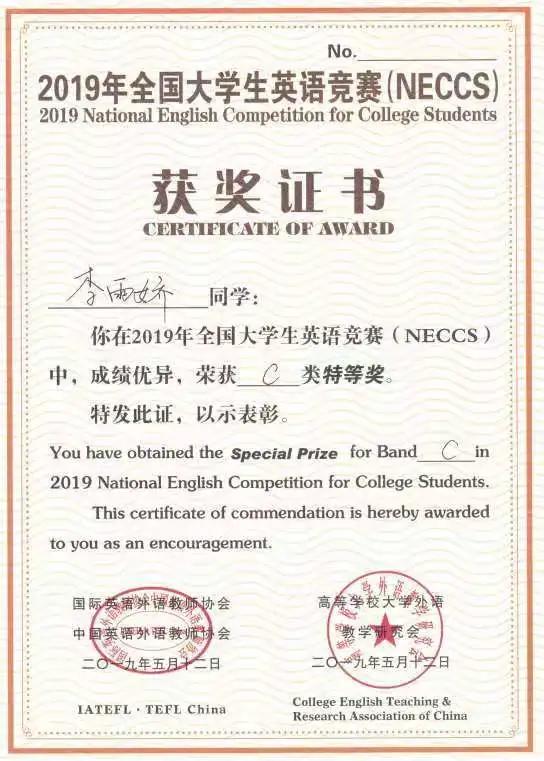 No.
2019年全国大学生英语竞赛(NECCS)
2019 National English Competition for College Students
获奖证书
CERTIFICATE OF AWARD
李雨娇同学：
你在2019年全国大学生英语竞赛（NECCS）
中，成绩优异，荣获 C 类特等奖。
特发此证，以示表彰。
You have obtained the Special Prize for Band C in
2019 National English Competition for College Students.
This certificate of commendation is hereby awarded
to you as an encouragement.
国际英语外语教师协会
中国英语外语教师协会
二〇一九年五月十二日
IATEFL · TEFL China
高等学校大学外语
教学研究会
二〇一九年五月十二日
College English Teaching &
Research Association of China